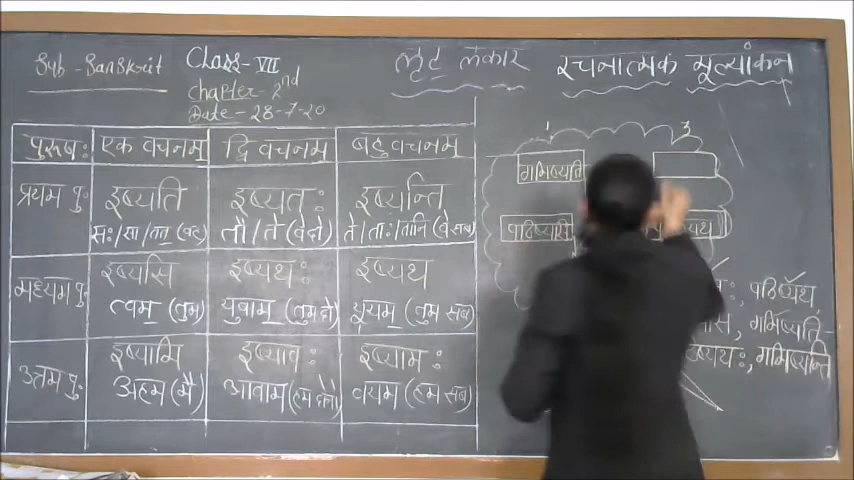 Sub - Sanskrit
Class - VII
chapter - 2nd
Date - 28-7-20
लृट् लकार
रचनात्मक मूल्यांकन
पुरूष: एक वचनम् द्वि वचनम् बहु वचनम्
प्रथम पु: इष्यति इष्यत: इष्यन्ति
स:/सा/तत् (वह) तौ/ते (वे दो) ते/ता:/तानि (वे सब)
मध्यम पु: इष्यसि इष्यथ: इष्यथ
त्वम् (तुम) युवाम् (तुम दो) यूयम् (तुम सब)
उत्तम पु: इष्यामि इष्याव: इष्याम:
अहम (मैं) आवाम (हम दोनों) वयम (हम सब)
1 3
गमिष्यति
पठिष्यसि
पठिष्यथ,
गमिष्यति
गमिष्यन्ति